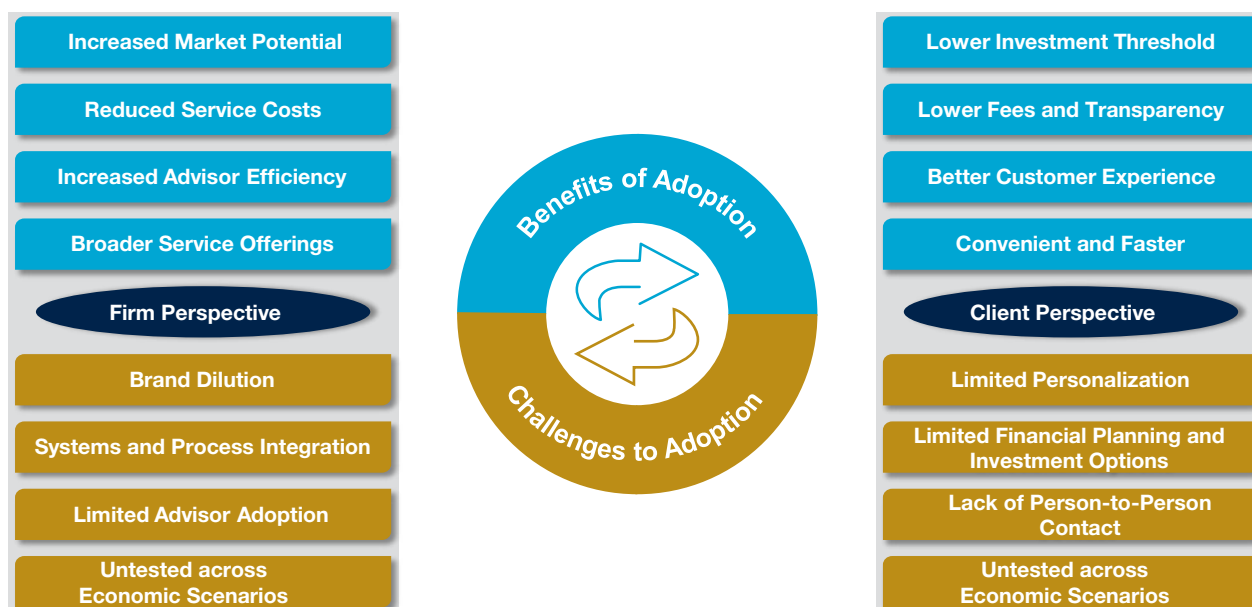 Increased Market Potential
Reduced Service Costs
Increased Advisor Efficiency
Broader Service Offerings
Firm Perspective
Brand Dilution
Systems and Process Integration
Limited Advisor Adoption
Untested across
Economic Scenarios
Benefits of Adoption
Challenges to Adoption
Lower Investment Threshold
Lower Fees and Transparency
Better Customer Experience
Convenient and Faster
Client Perspective
Limited Personalization
Limited Financial Planning and
Investment Options
Lack of Person-to-Person
Contact
Untested across
Economic Scenarios